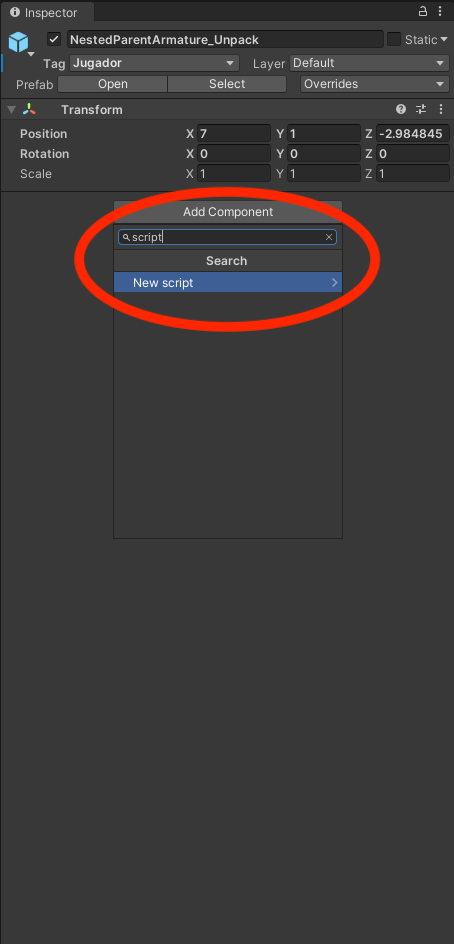 Inspector
NestedParentArmature_Unpack Static
Tag Jugador Layer Default
Prefab Open Select Overrides
Transform
Position X 7 Y 1 Z -2.984845
Rotation X 0 Y 0 Z 0
Scale X 1 Y 1 Z 1
Add Component
script
Search
New script